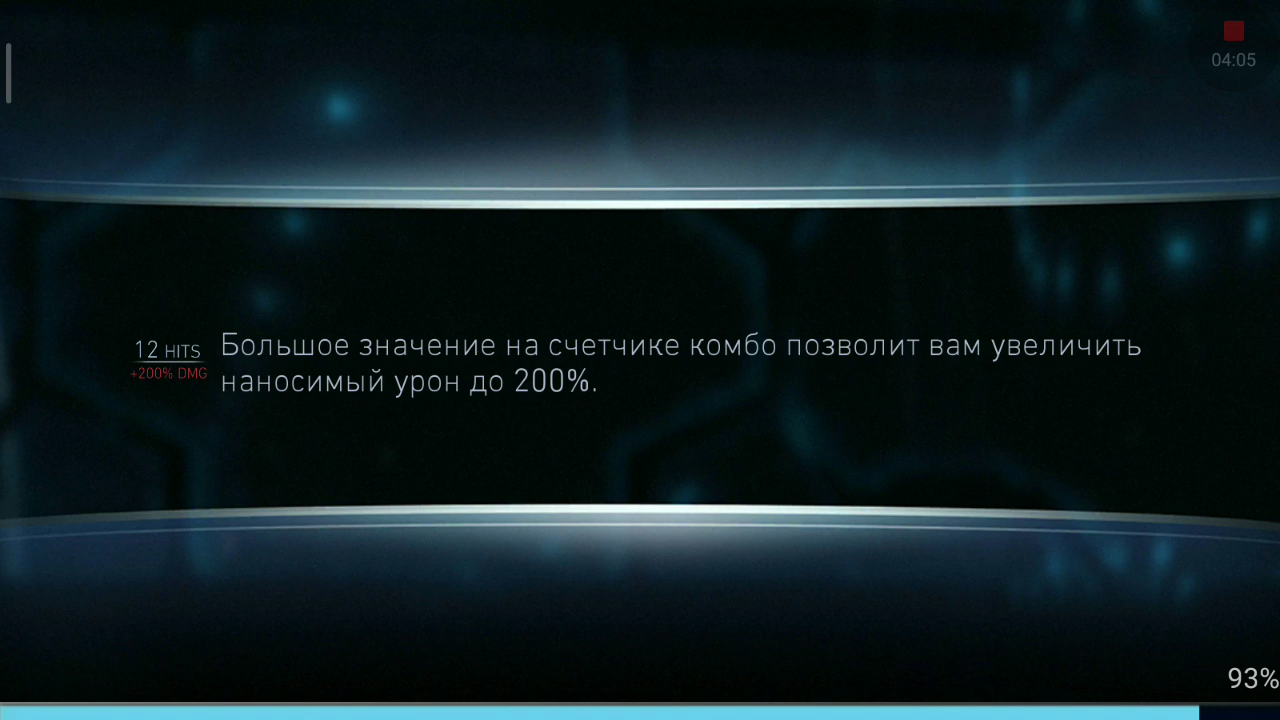 04:05
12 HITS
+200% DMG
Большое значение на счетчике комбо позволит вам увеличить
наносимый урон до 200%.
93%